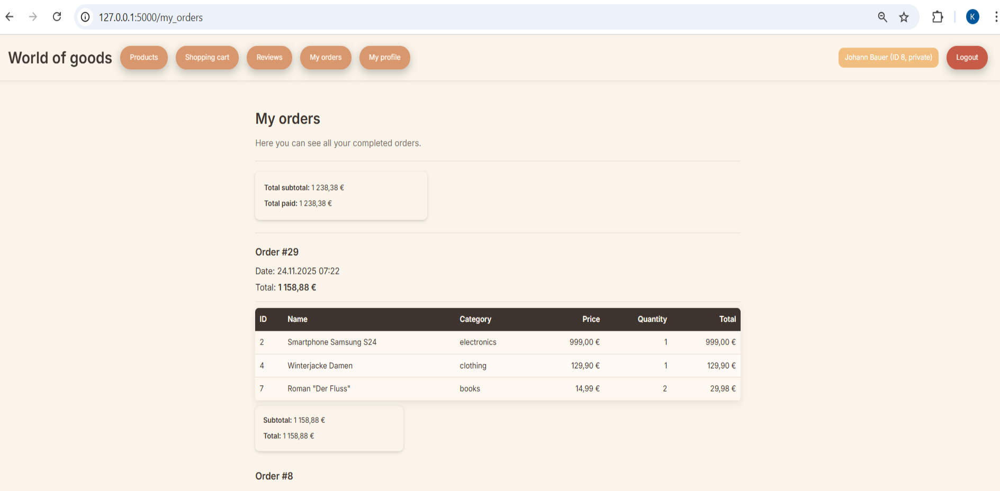 127.0.0.1:5000/my_orders
K
World of goods
Products
Shopping cart
Reviews
My orders
My profile
Johann Bauer (ID 8, private)
Logout
My orders
Here you can see all your completed orders.
Total subtotal: 1 238,38 €
Total paid: 1 238,38 €
Order #29
Date: 24.11.2025 07:22
Total: 1 158,88 €
ID Name Category Price Quantity Total
2 Smartphone Samsung S24 electronics 999,00 € 1 999,00 €
4 Winterjacke Damen clothing 129,90 € 1 129,90 €
7 Roman "Der Fluss" books 14,99 € 2 29,98 €
Subtotal: 1 158,88 €
Total: 1 158,88 €
Order #8